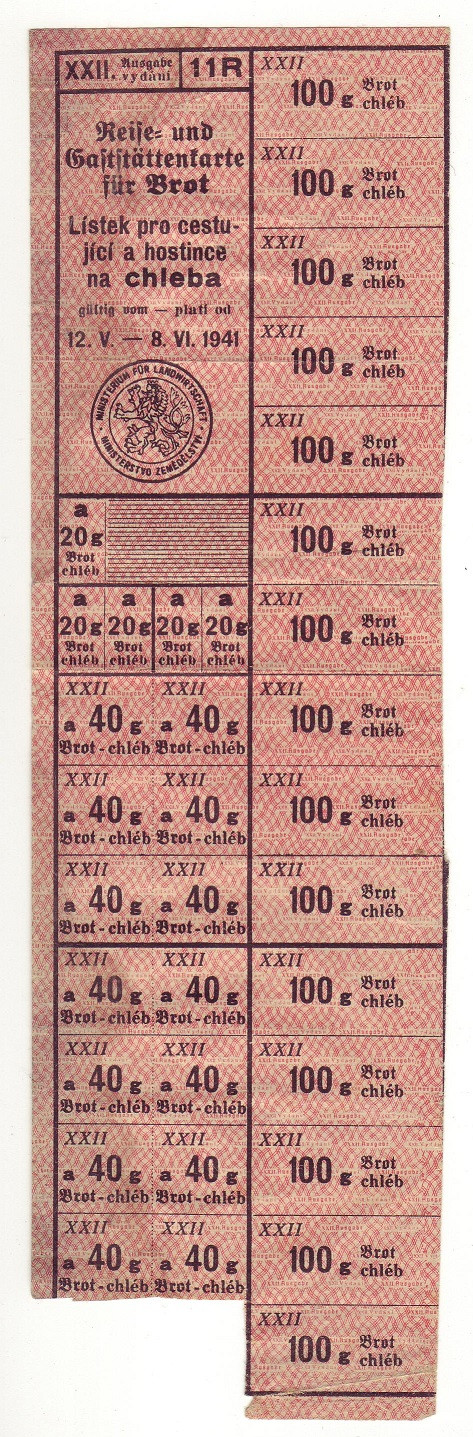 XXII. Ausgabe vydání 11R
Reise- und
Gaststättenkarte
für Brot
Lístek pro cestu-
jící a hostince
na chleba
gültig vom — platí od
12. V. — 8. VI. 1941
MINISTERIUM FÜR LANDWIRTSCHAFT
MINISTERSTVO ZEMĚDĚLSTVÍ
a
20g
Brot
chléb
a a a a
20g 20g 20g 20g
Brot Brot Brot Brot
chléb chléb chléb chléb
XXII XXII
a 40 g a 40 g
Brot - chléb Brot - chléb
XXII XXII
a 40 g a 40 g
Brot - chléb Brot - chléb
XXII XXII
a 40 g a 40 g
Brot - chléb Brot - chléb
XXII XXII
a 40 g a 40 g
Brot - chléb Brot - chléb
XXII XXII
a 40 g a 40 g
Brot - chléb Brot - chléb
XXII XXII
a 40 g a 40 g
Brot - chléb Brot - chléb
XXII XXII
a 40 g a 40 g
Brot - chléb Brot - chléb
XXII
100 g Brot chléb
XXII
100 g Brot chléb
XXII
100 g Brot chléb
XXII
100 g Brot chléb
XXII
100 g Brot chléb
XXII
100 g Brot chléb
XXII
100 g Brot chléb
XXII
100 g Brot chléb
XXII
100 g Brot chléb
XXII
100 g Brot chléb
XXII
100 g Brot chléb
XXII
100 g Brot chléb
XXII
100 g Brot chléb
XXII
100 g Brot chléb
XXII
100 g Brot chléb